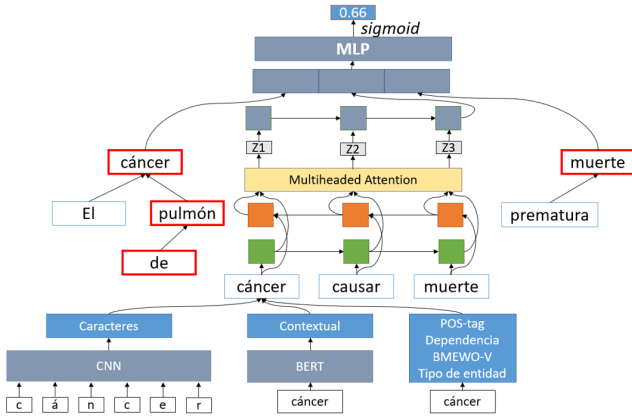 0.66
sigmoid
MLP
Z1 Z2 Z3
cáncer
muerte
Multiheaded Attention
El
pulmón
prematura
de
cáncer causar muerte
Caracteres
Contextual
POS-tag
Dependencia
BMEWO-V
Tipo de entidad
CNN
BERT
c á n c e r
cáncer
cáncer